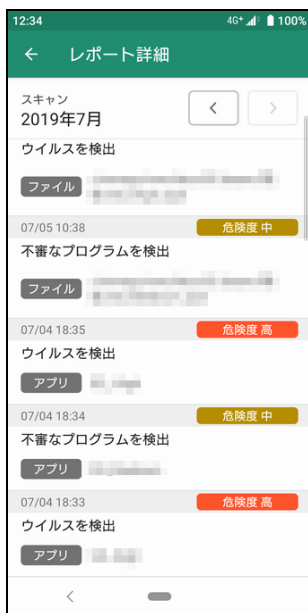 12:34 4G+ 100%
← レポート詳細
スキャン
2019年7月
ウイルスを検出
ファイル
07/05 10:38 危険度 中
不審なプログラムを検出
ファイル
07/04 18:35 危険度 高
ウイルスを検出
アプリ
07/04 18:34 危険度 中
不審なプログラムを検出
アプリ
07/04 18:33 危険度 高
ウイルスを検出
アプリ